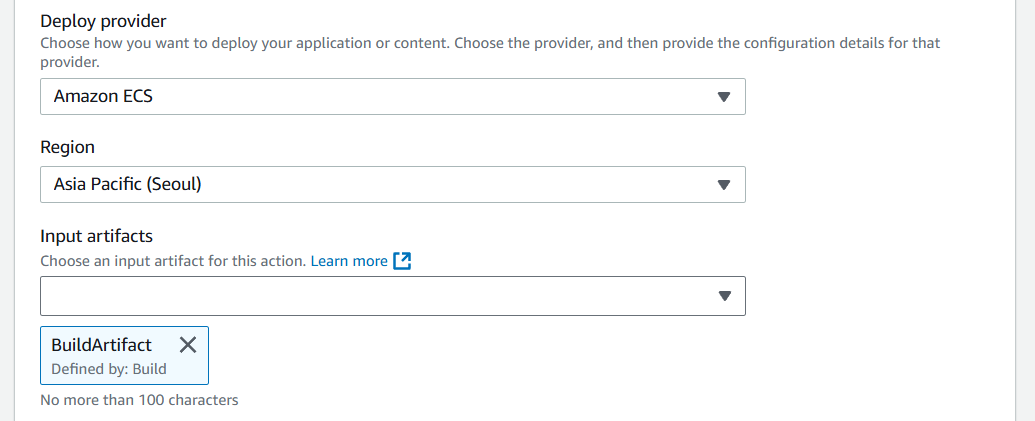 Deploy provider
Choose how you want to deploy your application or content. Choose the provider, and then provide the configuration details for that
provider.
Amazon ECS
Region
Asia Pacific (Seoul)
Input artifacts
Choose an input artifact for this action. Learn more
BuildArtifact
Defined by: Build
No more than 100 characters